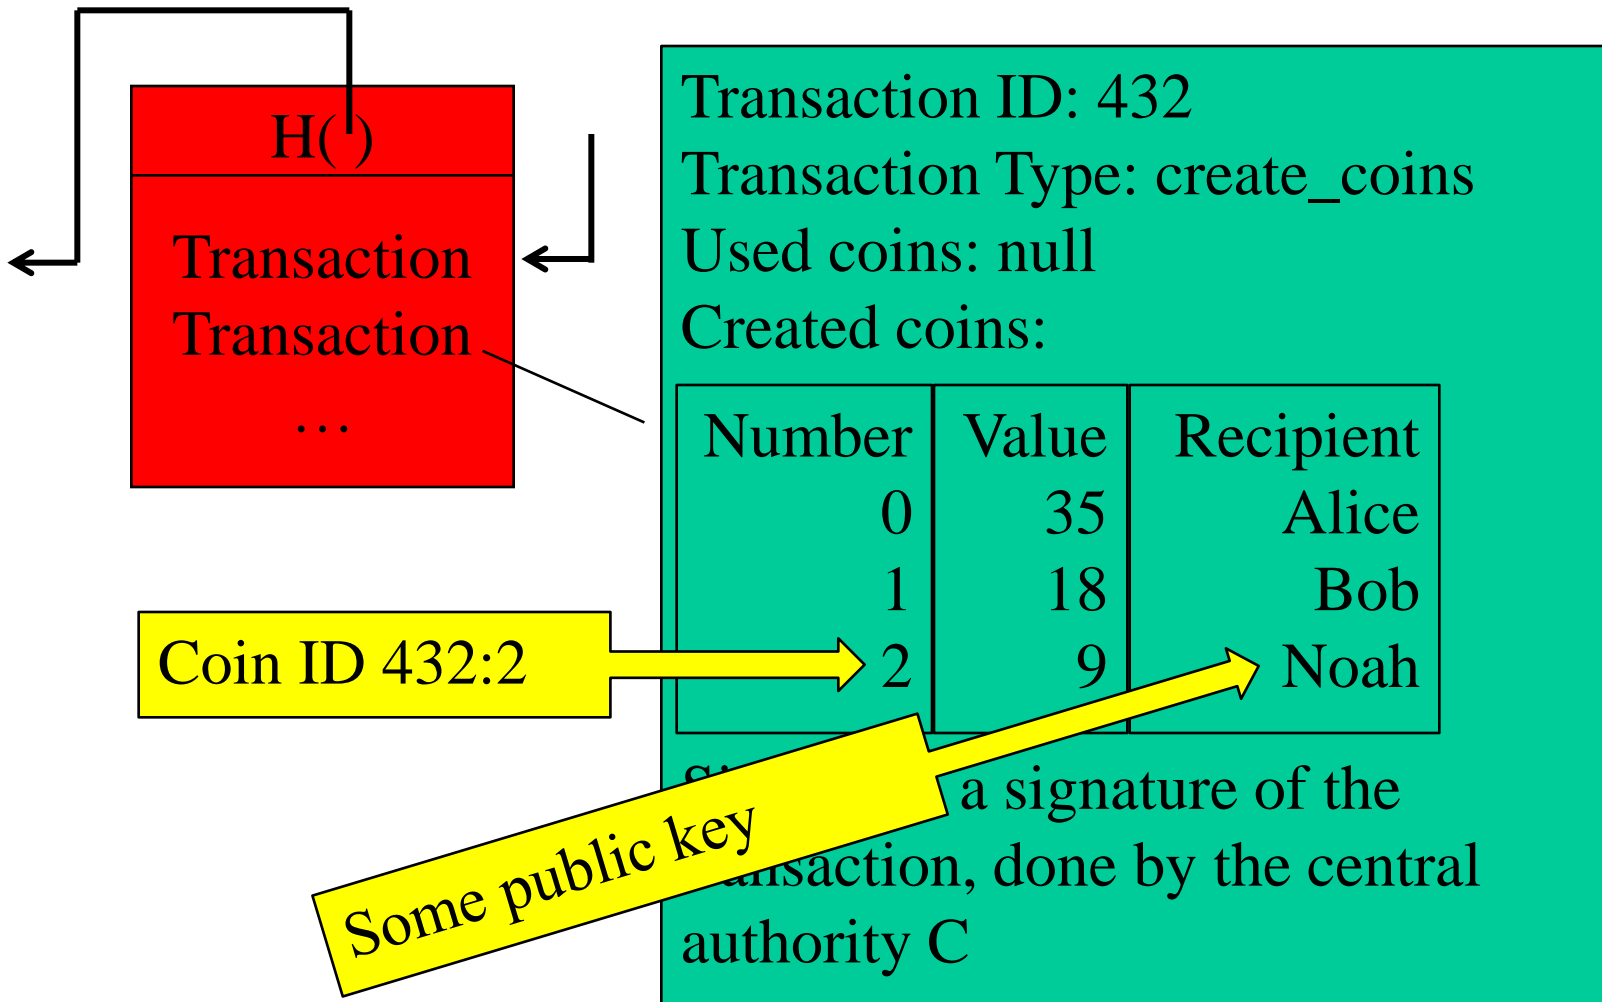 H( )
Transaction
Transaction
…
Transaction ID: 432
Transaction Type: create_coins
Used coins: null
Created coins:
Number Value Recipient
0 35 Alice
1 18 Bob
2 9 Noah
Coin ID 432:2
Some public key
a signature of the
authority C
saction, done by the central